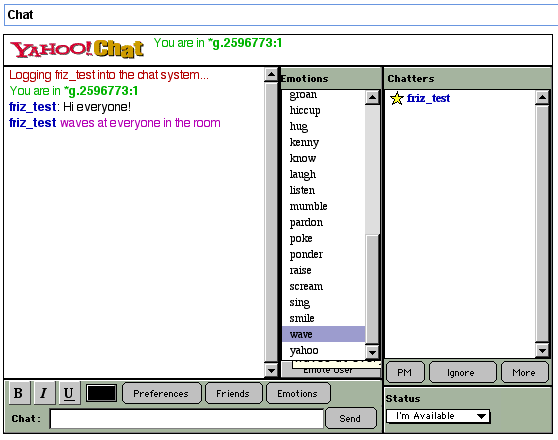 Chat
YAHOO! Chat
You are in *g.2596773:1
Logging friz_test into the chat system...
You are in *g.2596773:1
friz_test: Hi everyone!
friz_test waves at everyone in the room
Emotions
groan
hiccup
hug
kenny
know
laugh
listen
mumble
pardon
poke
ponder
raise
scream
sing
smile
wave
yahoo
Emote User
Chatters
friz_test
PM
Ignore
More
Status
I'm Available
B
I
U
Preferences
Friends
Emotions
Chat:
Send